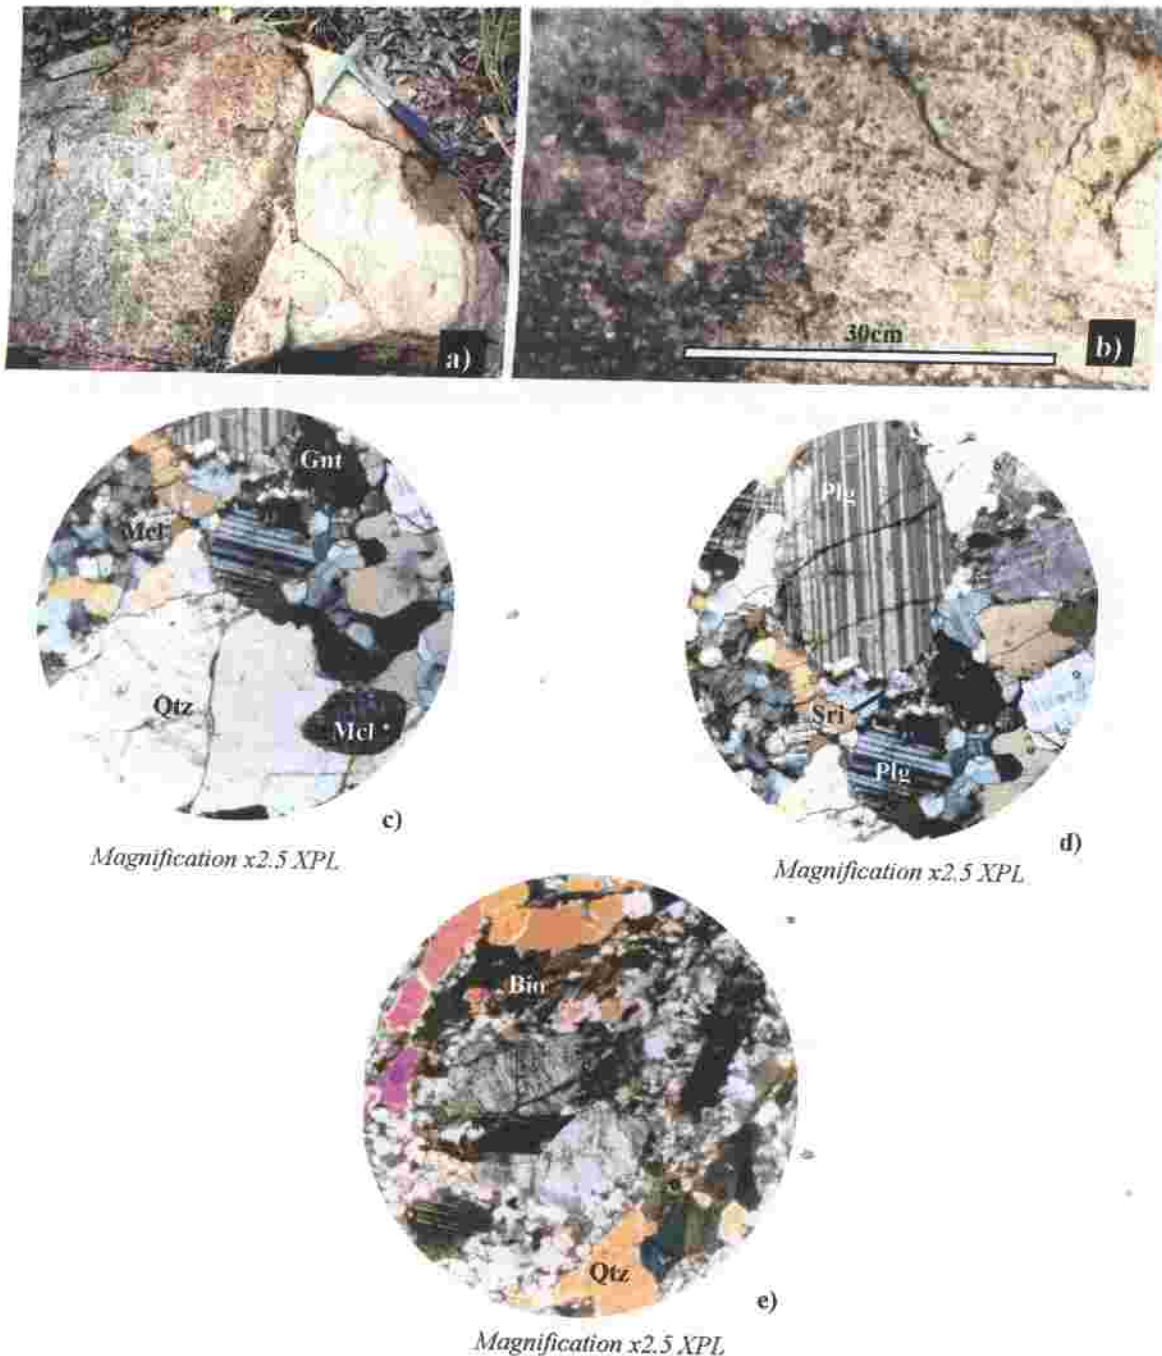 a)
30cm
b)
Gnt
Mcl
Qtz
Mcl
c)
Magnification x2.5 XPL
Plg
Sri
Plg
d)
Magnification x2.5 XPL
Bio
Qtz
e)
Magnification x2.5 XPL